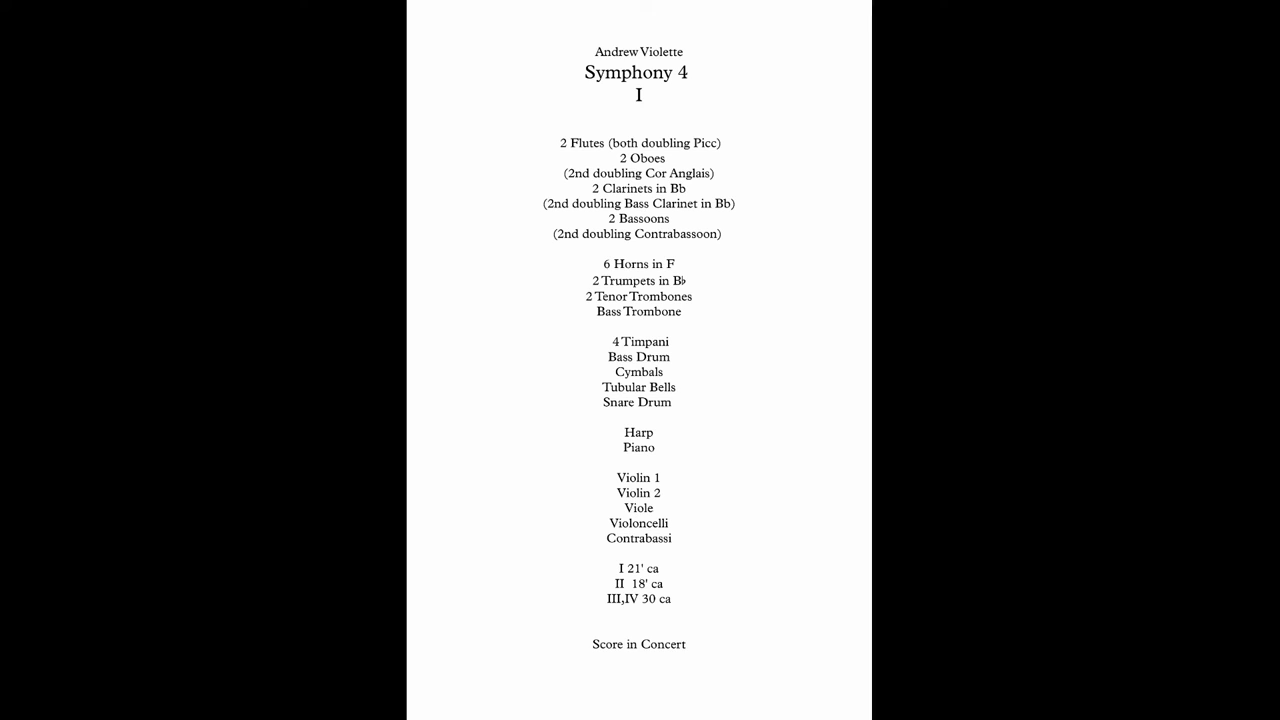 Andrew Violette
Symphony 4
I
2 Flutes (both doubling Picc)
2 Oboes
(2nd doubling Cor Anglais)
2 Clarinets in Bb
(2nd doubling Bass Clarinet in Bb)
2 Bassoons
(2nd doubling Contrabassoon)
6 Horns in F
2 Trumpets in B♭
2 Tenor Trombones
Bass Trombone
4 Timpani
Bass Drum
Cymbals
Tubular Bells
Snare Drum
Harp
Piano
Violin 1
Violin 2
Viole
Violoncelli
Contrabassi
I 21' ca
II  18' ca
III,IV 30 ca
Score in Concert